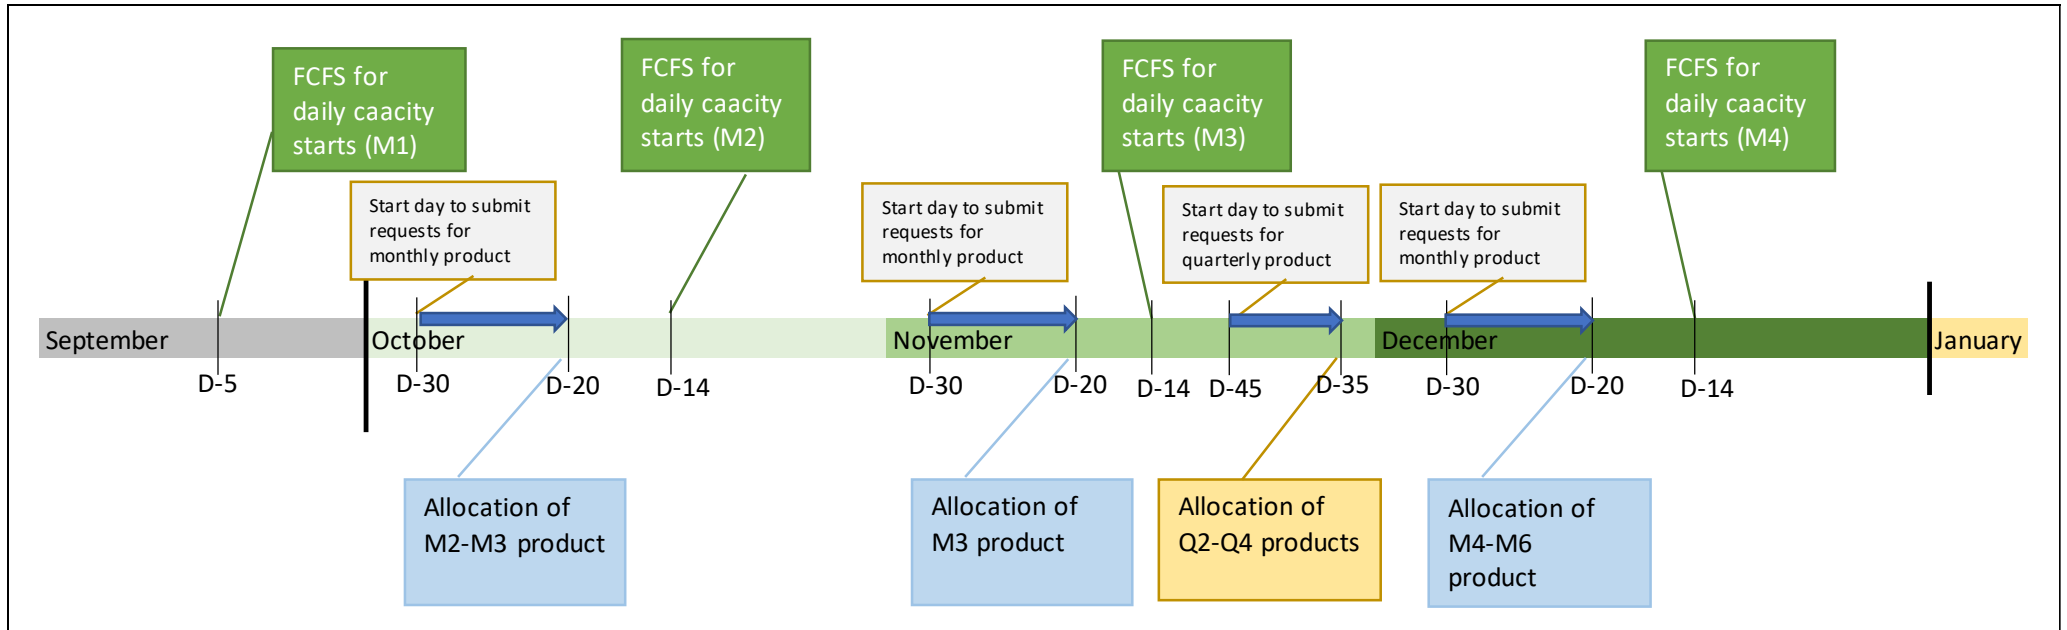 FCFS for
daily caacity
starts (M1)
FCFS for
daily caacity
starts (M2)
FCFS for
daily caacity
starts (M3)
FCFS for
daily caacity
starts (M4)
Start day to submit
requests for
monthly product
Start day to submit
requests for
monthly product
Start day to submit
requests for
quarterly product
Start day to submit
requests for
monthly product
September
October
November
December
January
D-5
D-30
D-20
D-14
D-30
D-20
D-14
D-45
D-35
D-30
D-20
D-14
Allocation of
M2-M3 product
Allocation of
M3 product
Allocation of
Q2-Q4 products
Allocation of
M4-M6
product